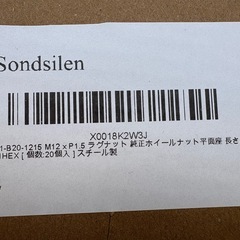 Sondsilen
X0018K2W3J
1-B20-1215 M12 x P1.5 ラグナット 純正ホイールナット平面座 長さ
HEX [ 個数:20個入 ] スチール製